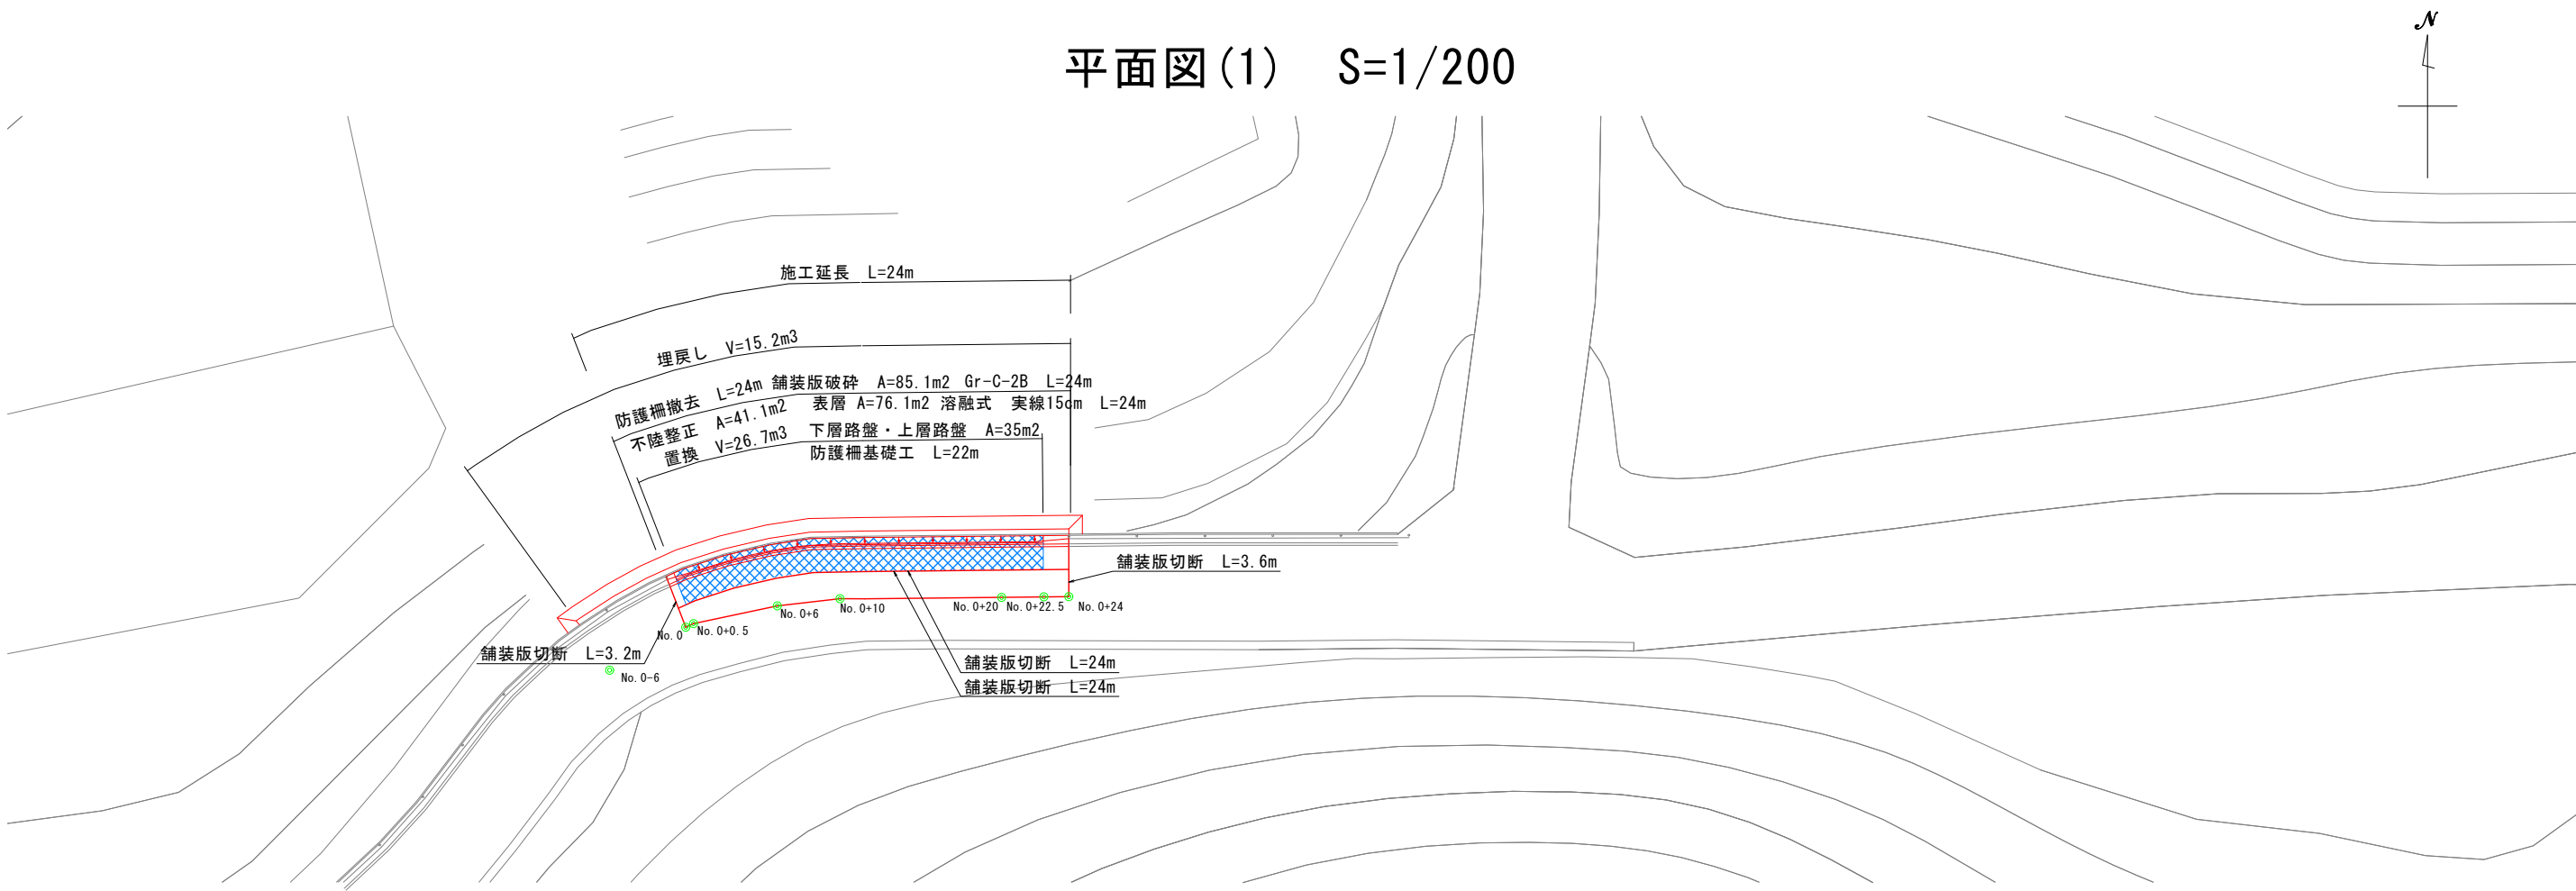 平面図(1)　S=1/200
N
施工延長　L=24m
埋戻し　V=15.2m3
防護柵撤去　L=24m 舗装版破砕　A=85.1m2　Gr-C-2B　L=24m
不陸整正　A=41.1m2　表層 A=76.1m2 溶融式　実線15cm　L=24m
置換　V=26.7m3　下層路盤・上層路盤　A=35m2
防護柵基礎工　L=22m
舗装版切断　L=3.6m
No.0+6
No.0+10
No.0+20
No.0+22.5
No.0+24
No.0
No.0+0.5
舗装版切断　L=3.2m
No.0-6
舗装版切断　L=24m
舗装版切断　L=24m